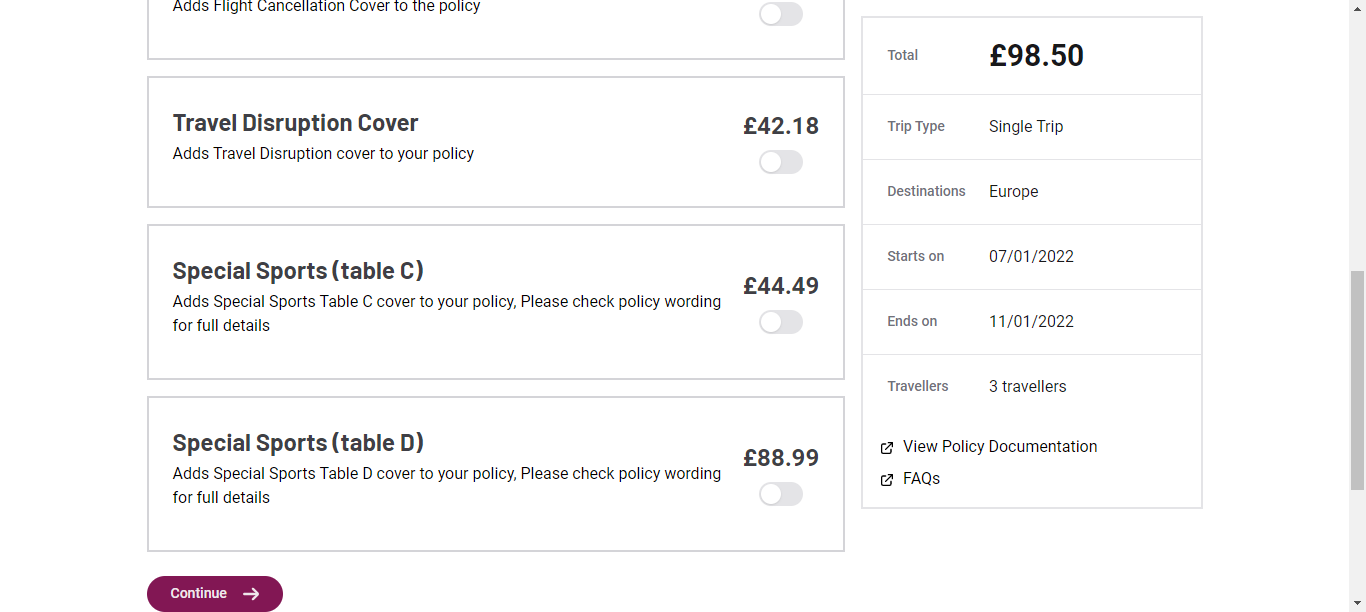 Adds Flight Cancellation Cover to the policy
Travel Disruption Cover
£42.18
Adds Travel Disruption cover to your policy
Special Sports (table C)
£44.49
Adds Special Sports Table C cover to your policy, Please check policy wording
for full details
Special Sports (table D)
£88.99
Adds Special Sports Table D cover to your policy, Please check policy wording
for full details
Continue
Total £98.50
Trip Type Single Trip
Destinations Europe
Starts on 07/01/2022
Ends on 11/01/2022
Travellers 3 travellers
View Policy Documentation
FAQs